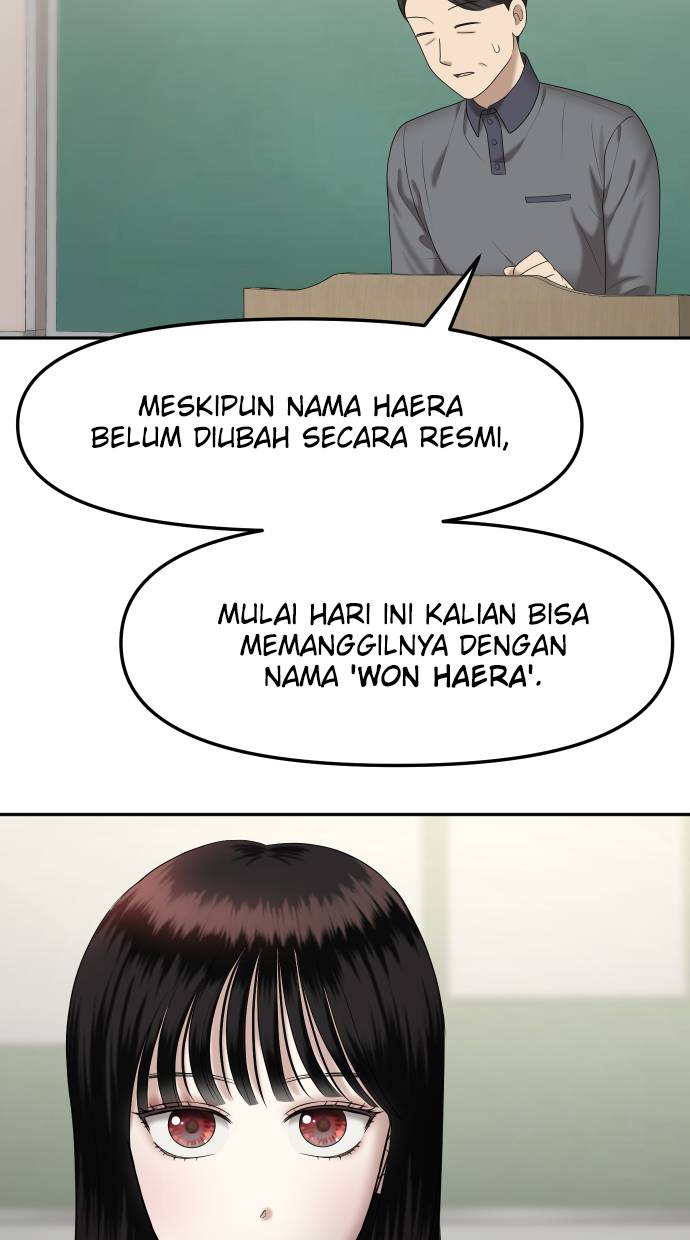 MESKIPUN NAMA HAERA
BELUM DIUBAH SECARA RESMI,
MULAI HARI INI KALIAN BISA
MEMANGGILNYA DENGAN
NAMA 'WON HAERA'.